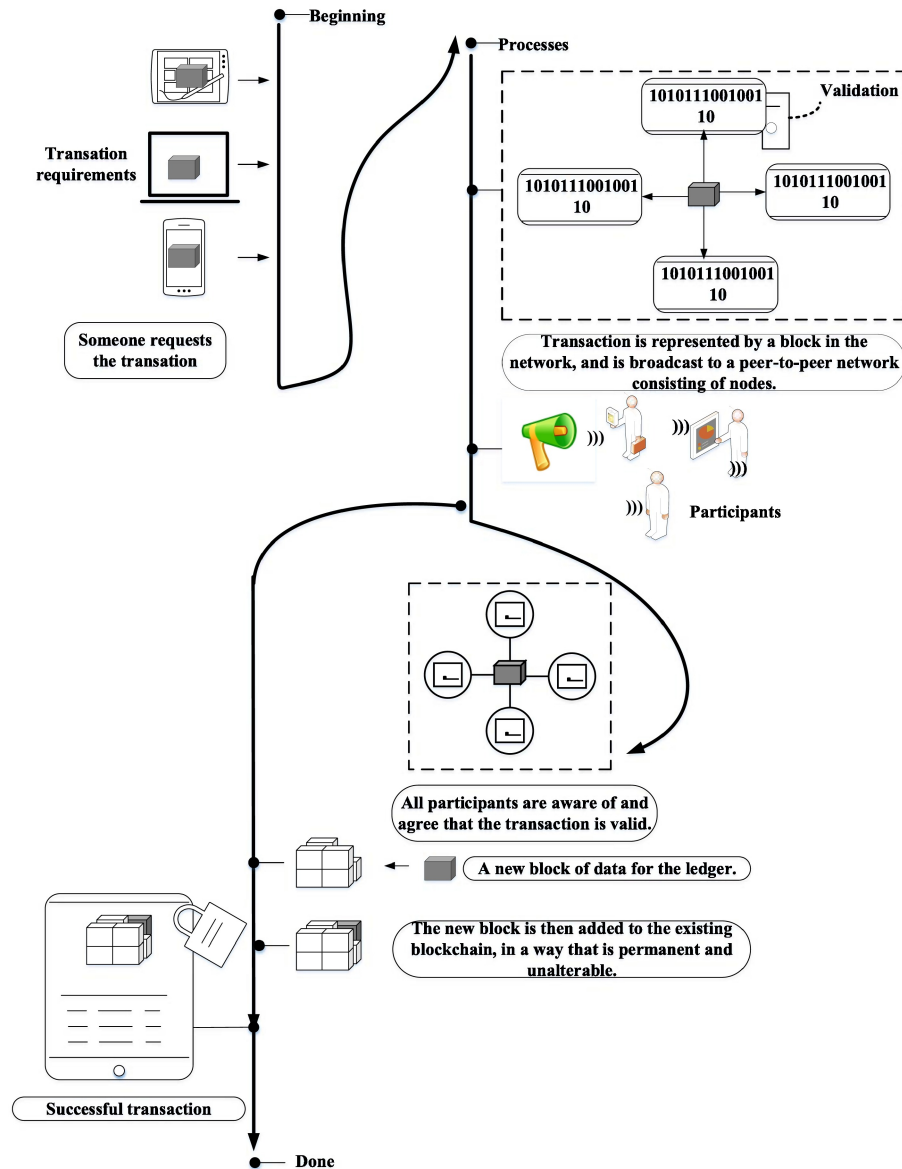 Beginning
Processes
Transation
requirements
Someone requests
the transation
1010111001001
10
Validation
1010111001001
10
1010111001001
10
1010111001001
10
Transaction is represented by a block in the
network, and is broadcast to a peer-to-peer network
consisting of nodes.
Participants
All participants are aware of and
agree that the transaction is valid.
A new block of data for the ledger.
The new block is then added to the existing
blockchain, in a way that is permanent and
unalterable.
Successful transaction
Done